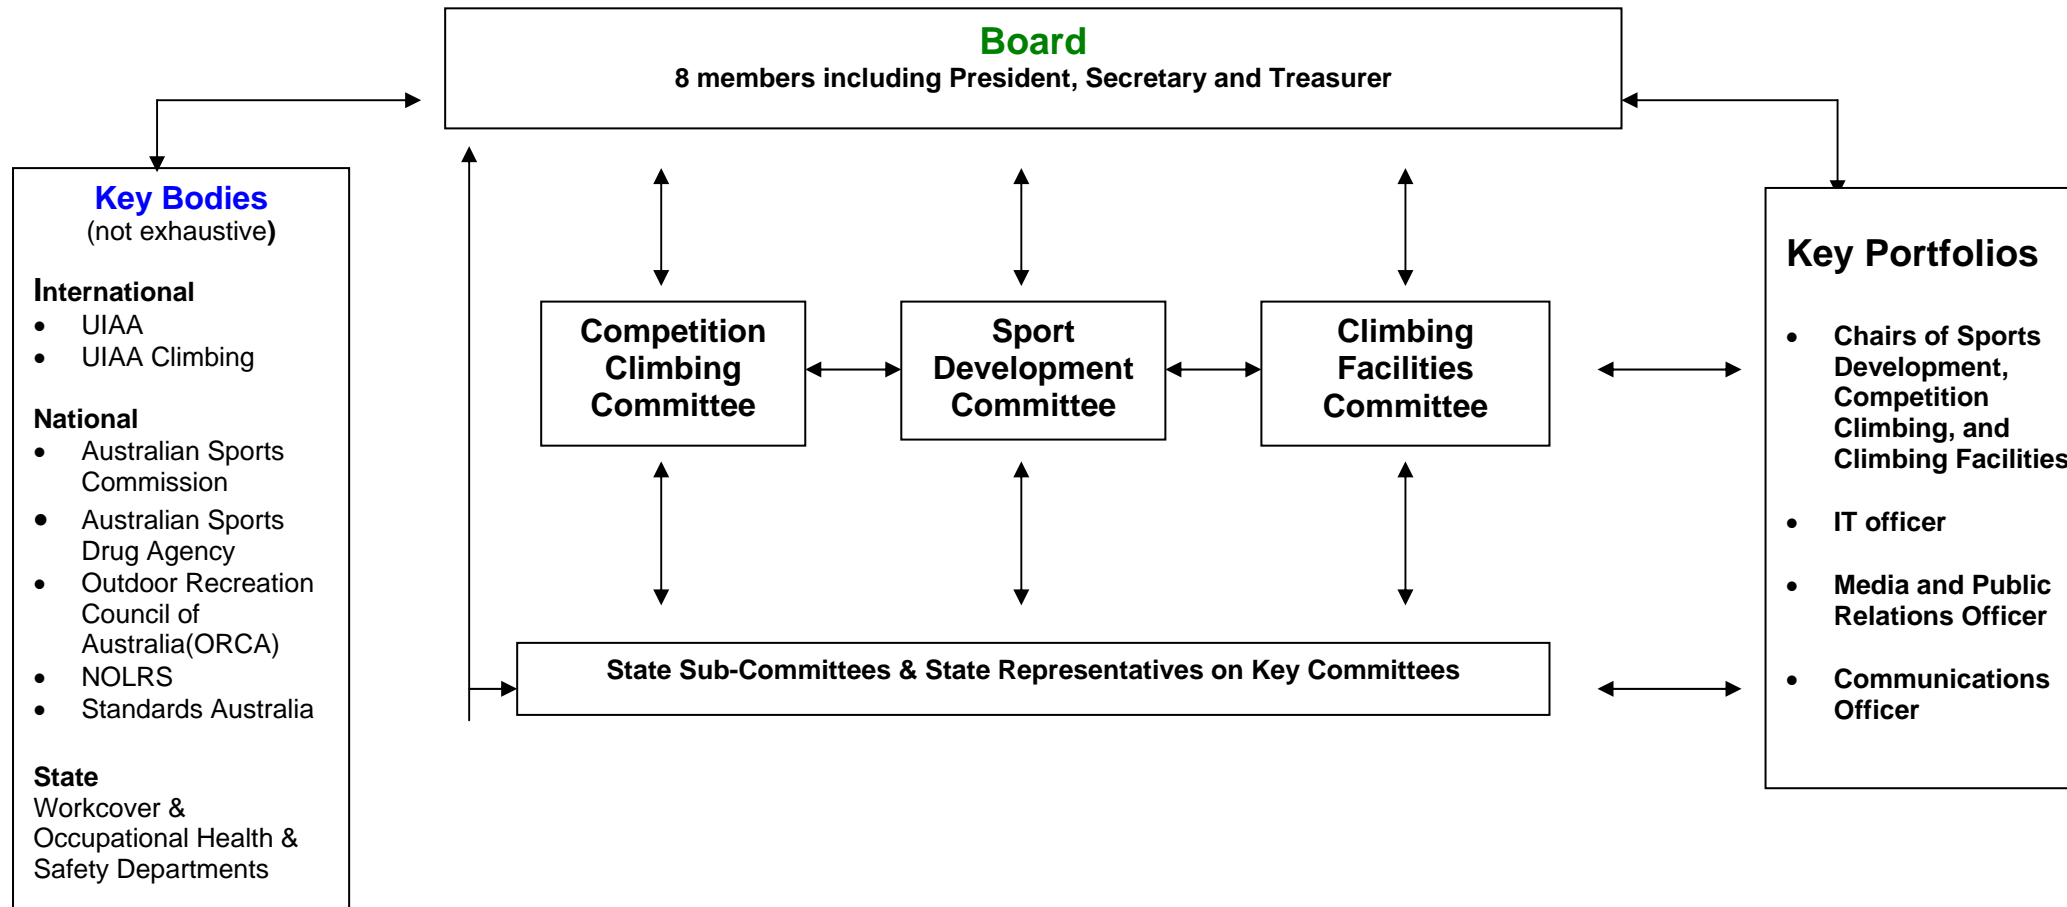 Board
8 members including President, Secretary and Treasurer
Key Bodies
(not exhaustive)
International
• UIAA
• UIAA Climbing
National
• Australian Sports
Commission
• Australian Sports
Drug Agency
• Outdoor Recreation
Council of
Australia(ORCA)
• NOLRS
• Standards Australia
State
Workcover &
Occupational Health &
Safety Departments
Competition
Climbing
Committee
Sport
Development
Committee
Climbing
Facilities
Committee
State Sub-Committees & State Representatives on Key Committees
Key Portfolios
• Chairs of Sports
Development,
Competition
Climbing, and
Climbing Facilities
• IT officer
• Media and Public
Relations Officer
• Communications
Officer